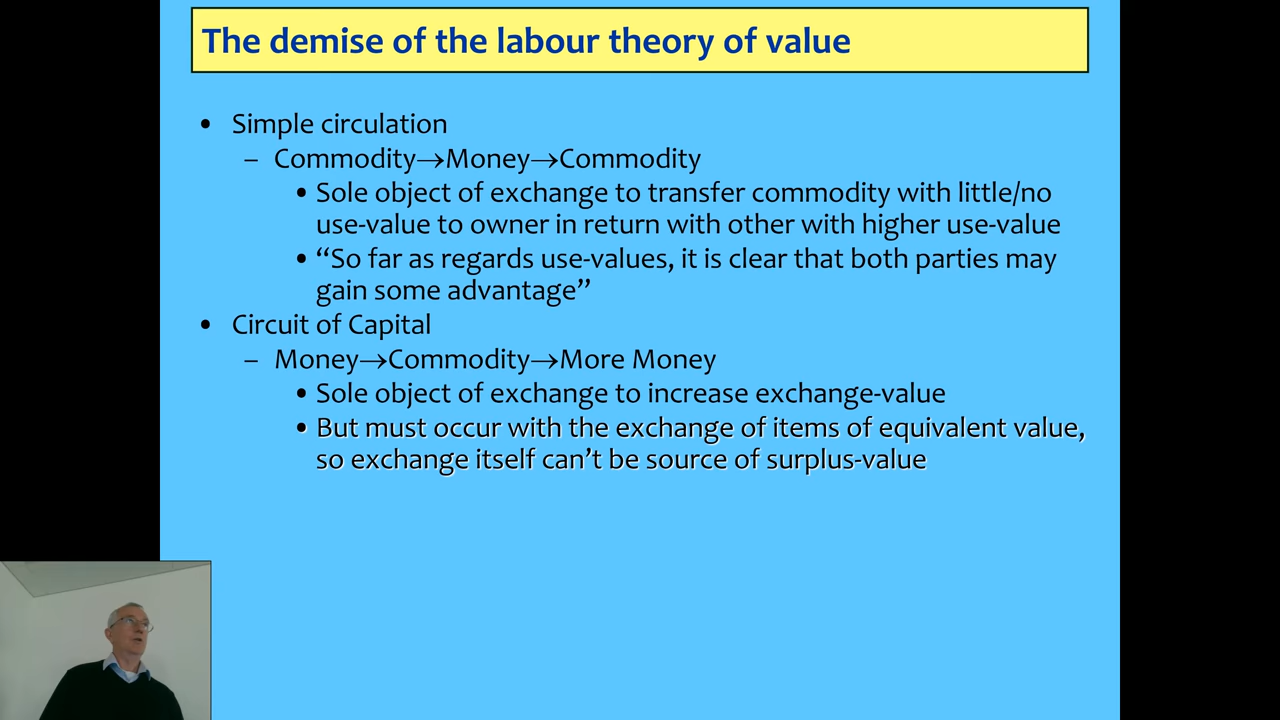 The demise of the labour theory of value
• Simple circulation
– Commodity→Money→Commodity
• Sole object of exchange to transfer commodity with little/no
use-value to owner in return with other with higher use-value
• “So far as regards use-values, it is clear that both parties may
gain some advantage”
• Circuit of Capital
– Money→Commodity→More Money
• Sole object of exchange to increase exchange-value
• But must occur with the exchange of items of equivalent value,
so exchange itself can’t be source of surplus-value